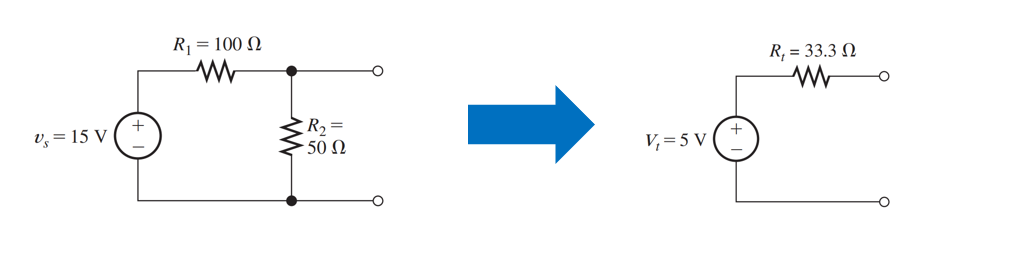 R₁ = 100 Ω
vₛ = 15 V
+
−
R₂ =
50 Ω
Rₜ = 33.3 Ω
Vₜ = 5 V
+
−